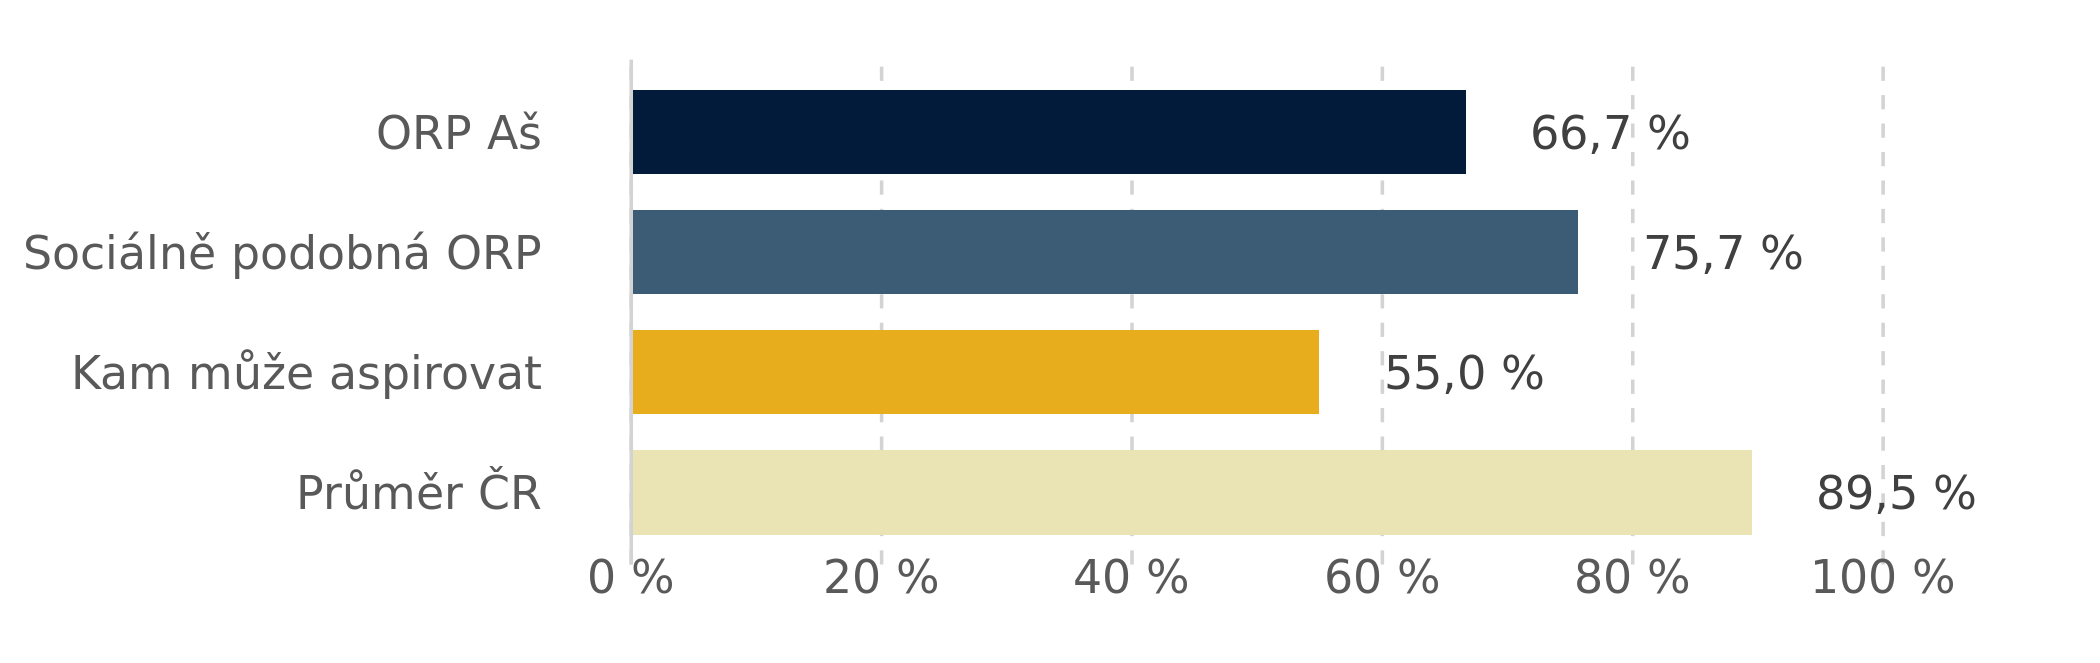 ORP Aš 66,7 %
Sociálně podobná ORP 75,7 %
Kam může aspirovat 55,0 %
Průměr ČR 89,5 %
0 % 20 % 40 % 60 % 80 % 100 %